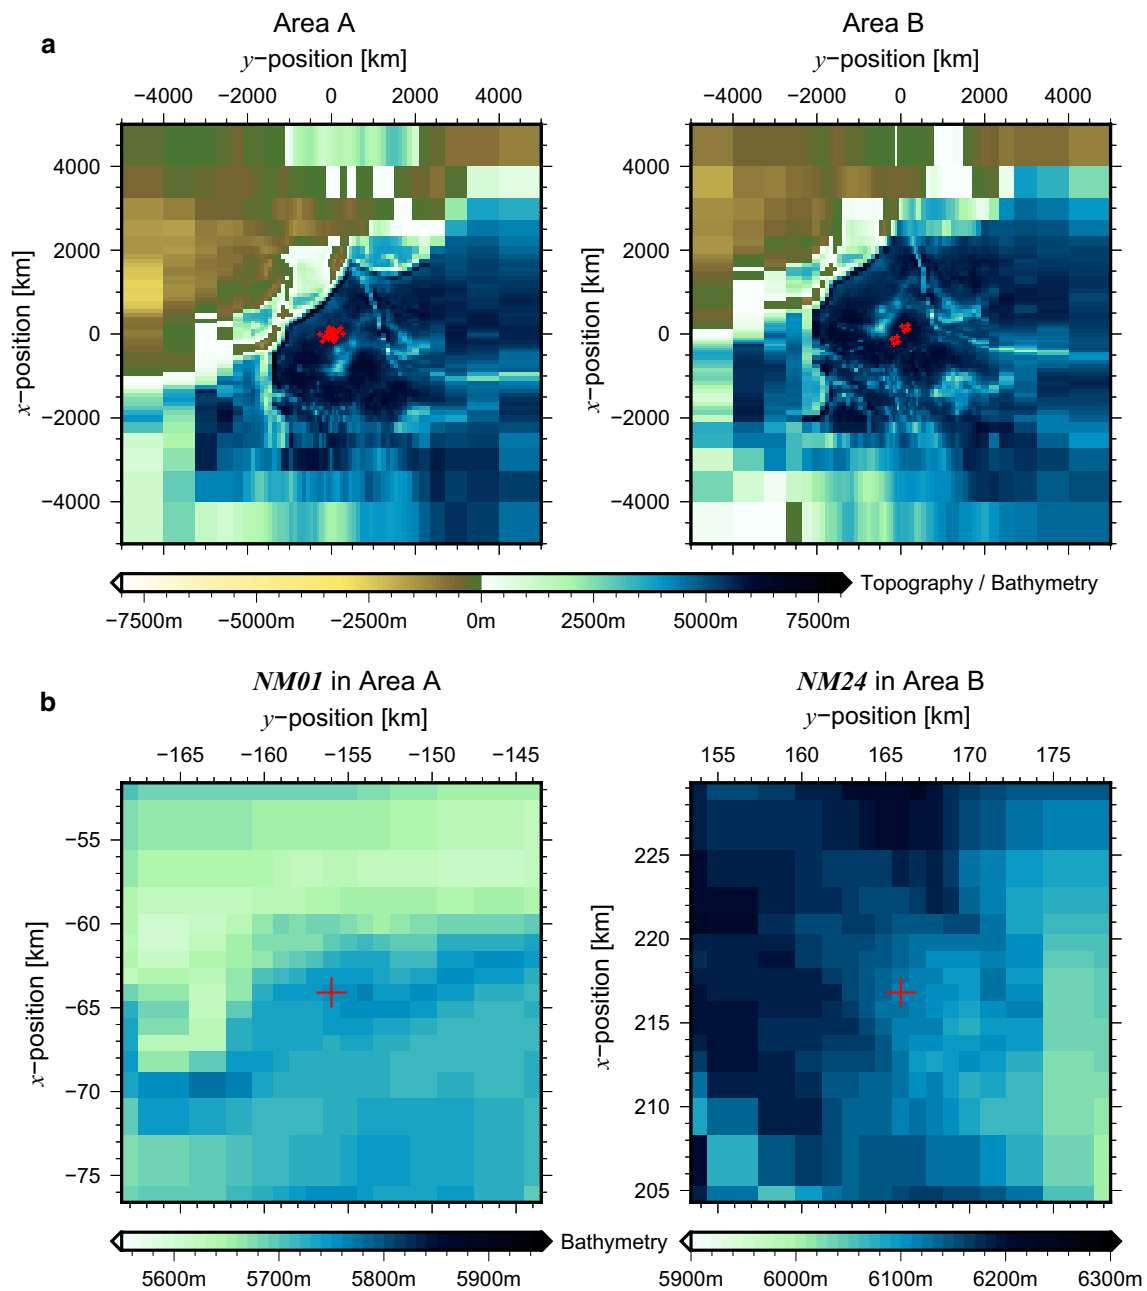 Area A
Area B
a
y−position [km]
y−position [km]
−4000 −2000 0 2000 4000
−4000 −2000 0 2000 4000
x−position [km]
4000
2000
0
−2000
−4000
x−position [km]
4000
2000
0
−2000
−4000
Topography / Bathymetry
−7500m −5000m −2500m 0m 2500m 5000m 7500m
b
NM01 in Area A
NM24 in Area B
y−position [km]
y−position [km]
−165 −160 −155 −150 −145
155 160 165 170 175
x−position [km]
−55
−60
−65
−70
−75
x−position [km]
225
220
215
210
205
Bathymetry
5600m 5700m 5800m 5900m
5900m 6000m 6100m 6200m 6300m